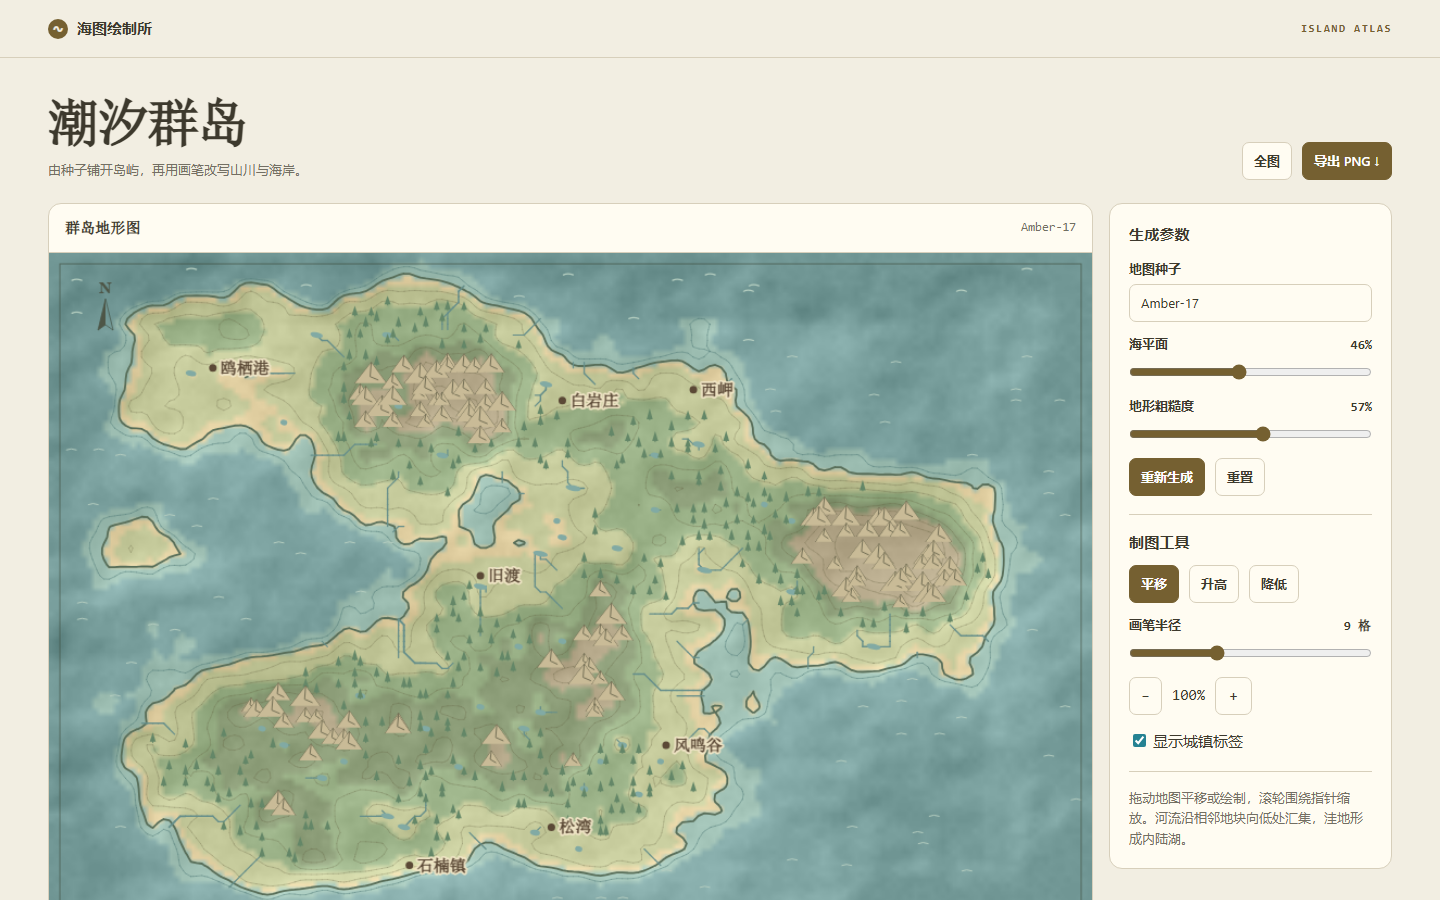 海图绘制所
ISLAND ATLAS
潮汐群岛
由种子铺开岛屿，再用画笔改写山川与海岸。
全图
导出 PNG ↓
群岛地形图
Amber-17
N
鸥栖港
白岩庄
西岬
旧渡
风鸣谷
松湾
石楠镇
生成参数
地图种子
Amber-17
海平面 46%
地形粗糙度 57%
重新生成 重置
制图工具
平移 升高 降低
画笔半径 9 格
− 100% +
显示城镇标签
拖动地图平移或绘制，滚轮围绕指针缩
放。河流沿相邻地块向低处汇集，洼地形
成内陆湖。